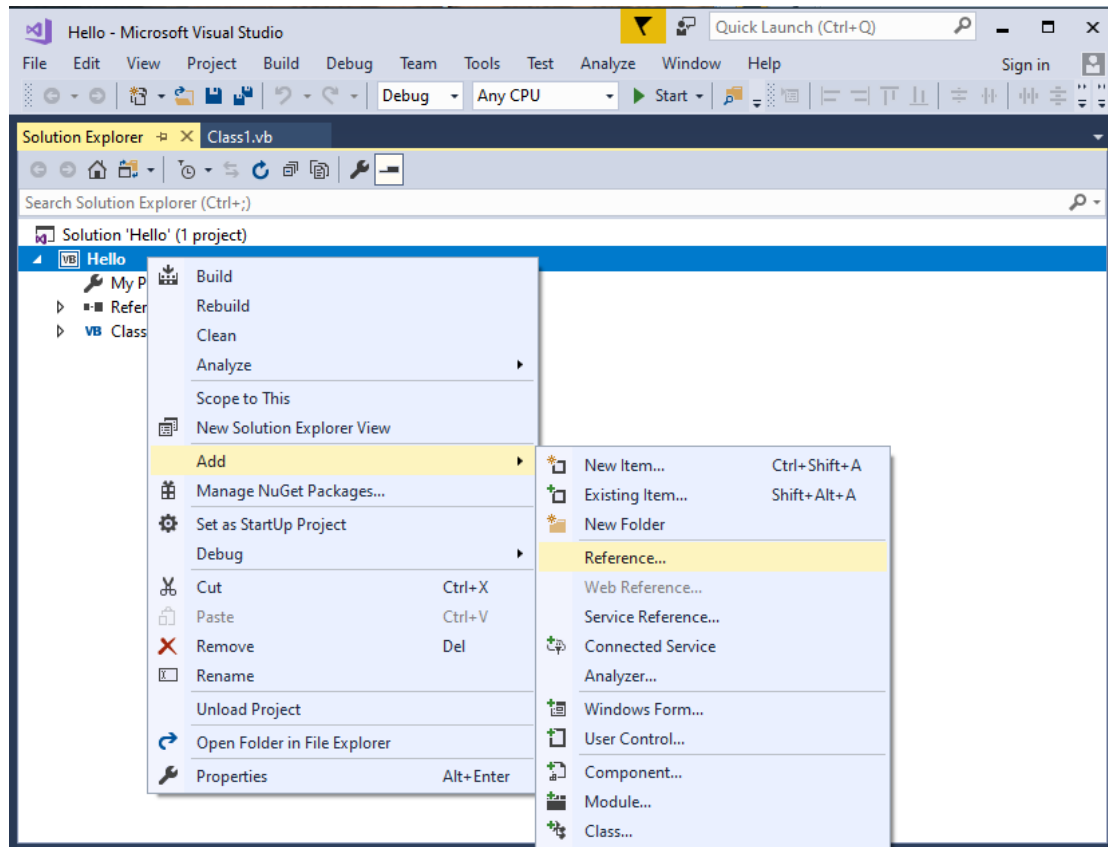 Hello - Microsoft Visual Studio
Quick Launch (Ctrl+Q)
File Edit View Project Build Debug Team Tools Test Analyze Window Help Sign in
Debug Any CPU Start
Solution Explorer Class1.vb
Search Solution Explorer (Ctrl+;)
Solution 'Hello' (1 project)
VB Hello
My P
Refer
VB Class
Build
Rebuild
Clean
Analyze
Scope to This
New Solution Explorer View
Add
Manage NuGet Packages...
Set as StartUp Project
Debug
Cut Ctrl+X
Paste Ctrl+V
Remove Del
Rename
Unload Project
Open Folder in File Explorer
Properties Alt+Enter
New Item... Ctrl+Shift+A
Existing Item... Shift+Alt+A
New Folder
Reference...
Web Reference...
Service Reference...
Connected Service
Analyzer...
Windows Form...
User Control...
Component...
Module...
Class...